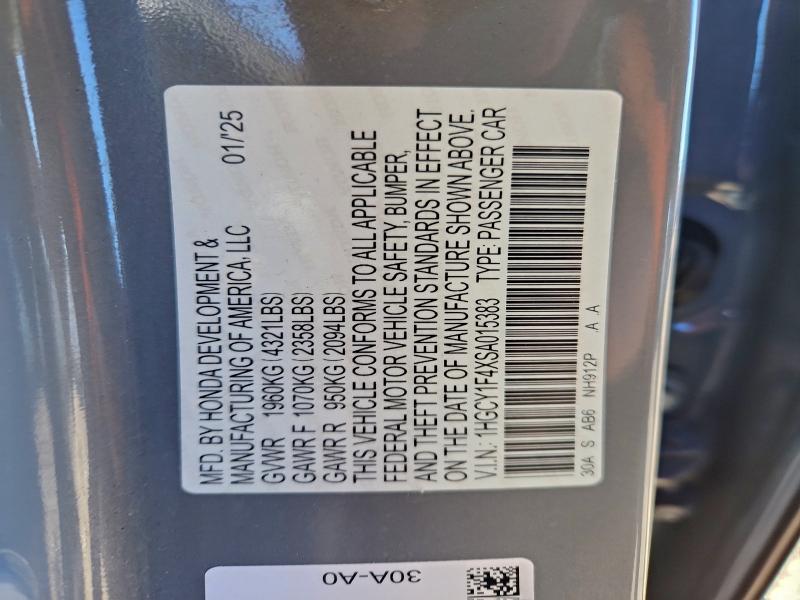 MFD. BY HONDA DEVELOPMENT &
MANUFACTURING OF AMERICA, LLC 01/'25
GVWR 1960KG(4321LBS)
GAWR F 1070KG(2358LBS)
GAWR R 950KG(2094LBS)
THIS VEHICLE CONFORMS TO ALL APPLICABLE
FEDERAL MOTOR VEHICLE SAFETY, BUMPER,
AND THEFT PREVENTION STANDARDS IN EFFECT
ON THE DATE OF MANUFACTURE SHOWN ABOVE.
V.I.N.: 1HGCY1F4XSA015383 TYPE: PASSENGER CAR
30A S AB6 NH912P A A
30A-A0